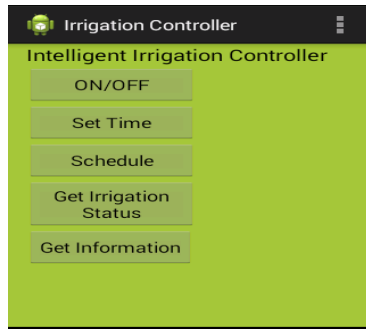 Irrigation Controller
Intelligent Irrigation Controller
ON/OFF
Set Time
Schedule
Get Irrigation
Status
Get Information